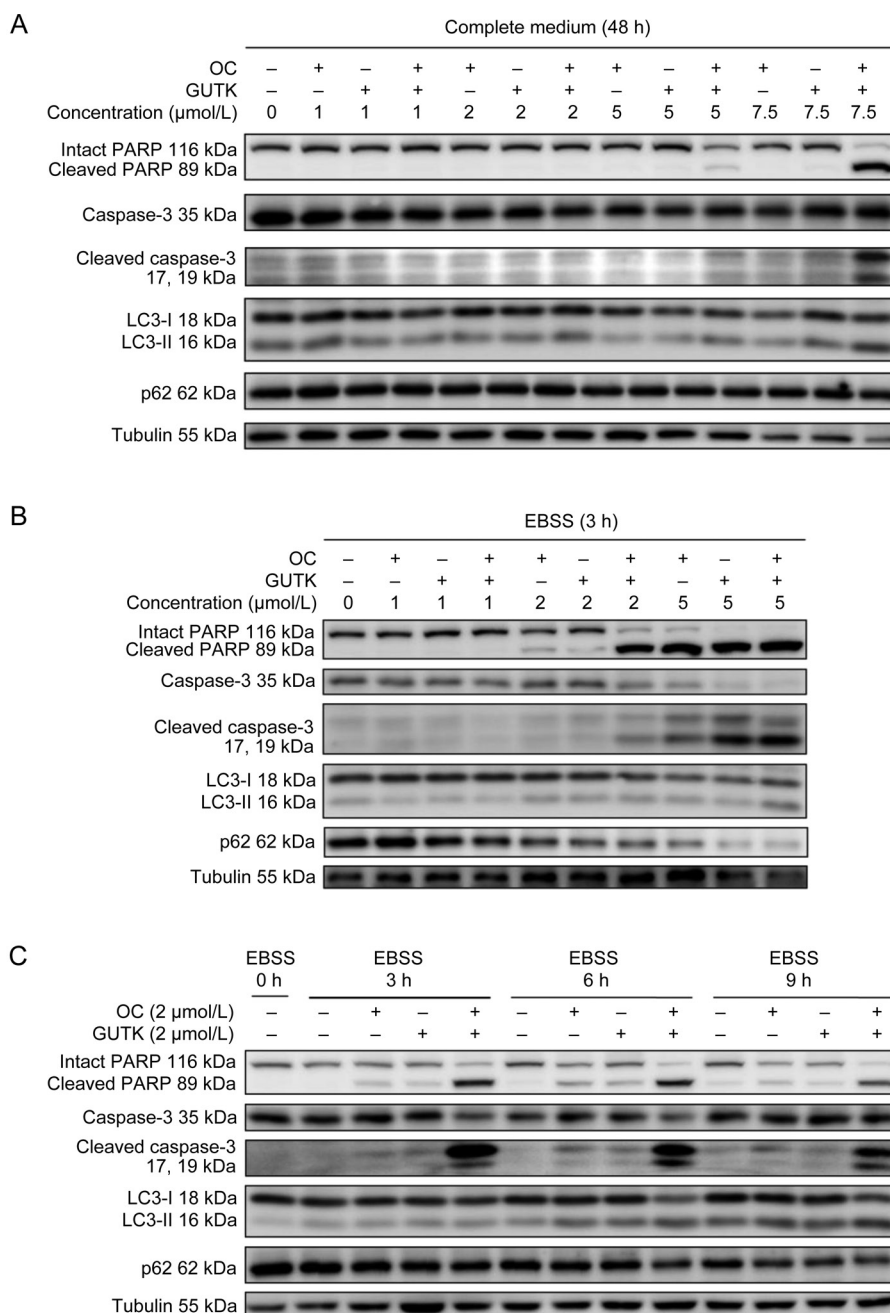 A
Complete medium (48 h)
OC – + – + + – + + – + + – +
GUTK – – + + – + + – + + – + +
Concentration (µmol/L) 0 1 1 1 2 2 2 5 5 5 7.5 7.5 7.5
Intact PARP 116 kDa
Cleaved PARP 89 kDa
Caspase-3 35 kDa
Cleaved caspase-3
17, 19 kDa
LC3-I 18 kDa
LC3-II 16 kDa
p62 62 kDa
Tubulin 55 kDa
B
EBSS (3 h)
OC – + – + + – + + – +
GUTK – – + + – + + – + +
Concentration (µmol/L) 0 1 1 1 2 2 2 5 5 5
Intact PARP 116 kDa
Cleaved PARP 89 kDa
Caspase-3 35 kDa
Cleaved caspase-3
17, 19 kDa
LC3-I 18 kDa
LC3-II 16 kDa
p62 62 kDa
Tubulin 55 kDa
C
EBSS EBSS EBSS EBSS
0 h 3 h 6 h 9 h
OC (2 µmol/L) – – + – + – + – + – + – +
GUTK (2 µmol/L) – – – + + – – + + – – + +
Intact PARP 116 kDa
Cleaved PARP 89 kDa
Caspase-3 35 kDa
Cleaved caspase-3
17, 19 kDa
LC3-I 18 kDa
LC3-II 16 kDa
p62 62 kDa
Tubulin 55 kDa